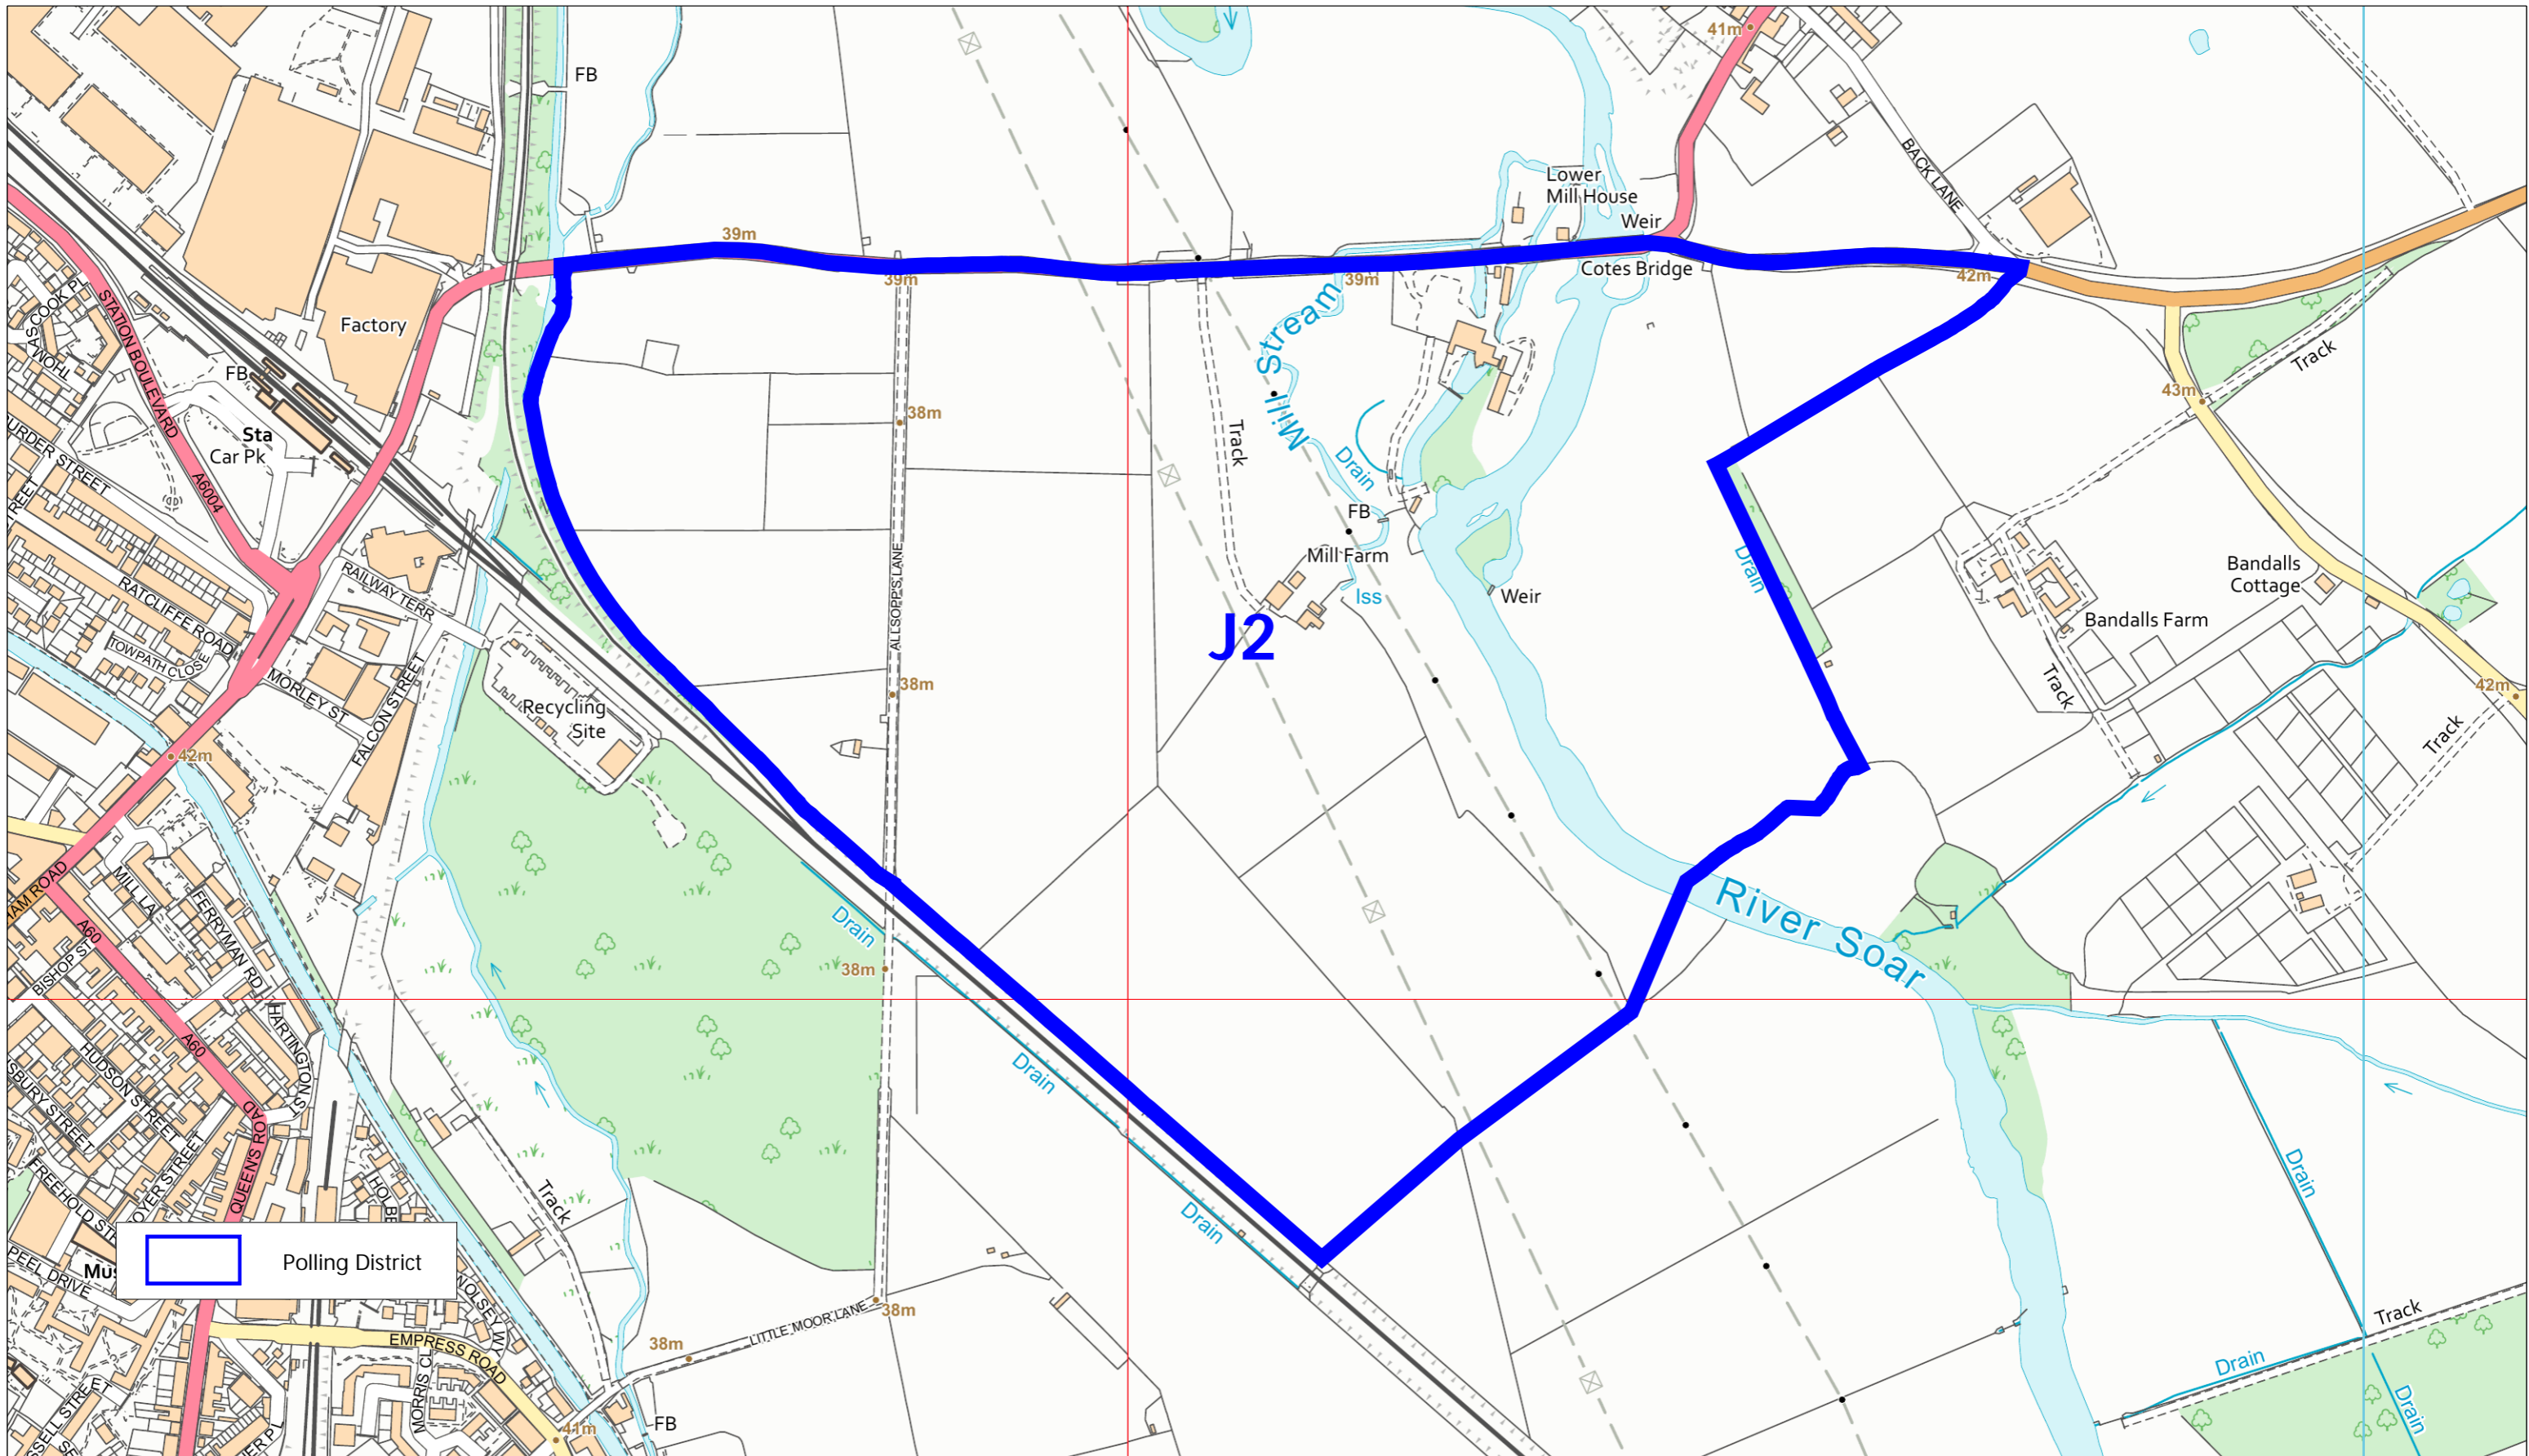 41m
FB
BACK LANE
Lower
Mill House
Weir
39m
39m
39m
Cotes Bridge
42m
STATION BOULEVARD
Factory
FB
Sta
Car Pk
A6004
38m
Track
Mill Stream
Drain
FB
Mill Farm
Iss
Weir
Drain
43m
Track
Bandalls
Cottage
Bandalls Farm
Track
42m
Track
RATCLIFFE ROAD
RAILWAY TERR
TOWPATH CLOSE
MORLEY ST
FALCON STREET
ALLSOPP'S LANE
J2
38m
Recycling
Site
42m
MILL LA
FERRYMAN RD
A60
BISHOP ST
Drain
38m
River Soar
HARTINGTON ST
A60
HUDSON STREET
QUEEN'S ROAD
Drain
Drain
Drain
Track
PEEL DRIVE
Polling District
38m
LITTLE MOOR LANE
38m
EMPRESS ROAD
MORRIS CL
FB
41m
Track
Drain
Drain